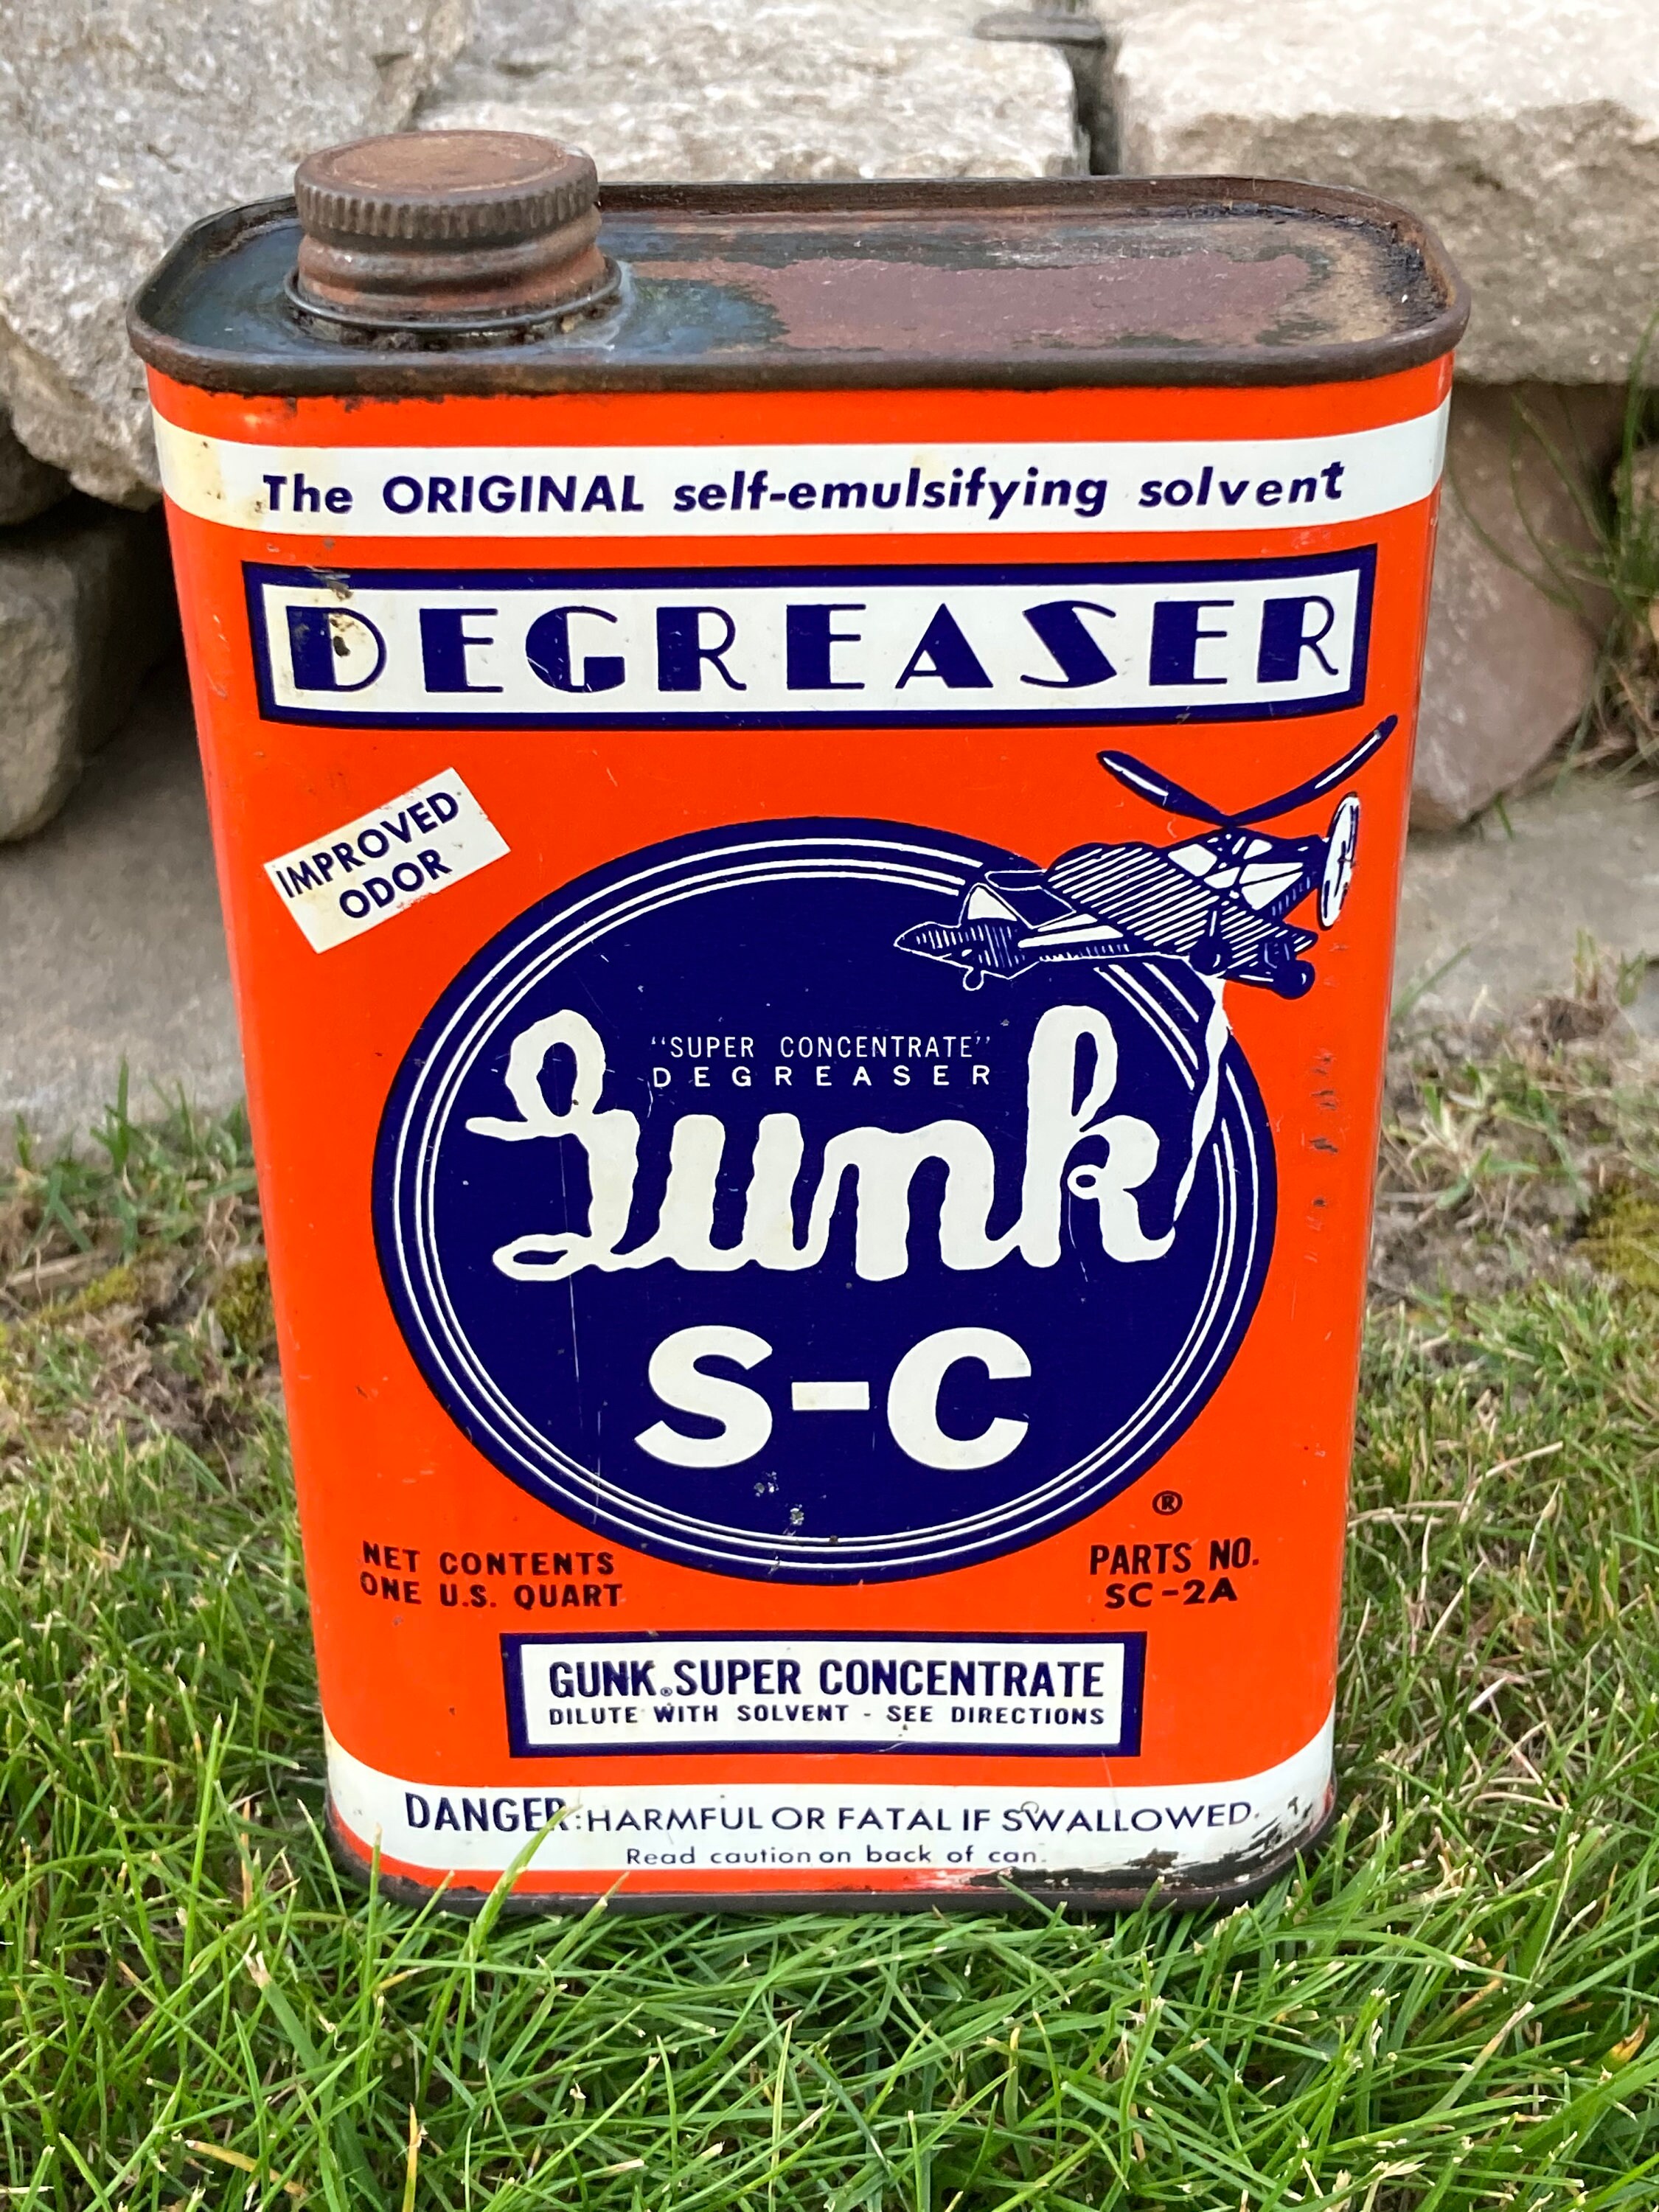 The ORIGINAL self-emulsifying solvent
DEGREASER
IMPROVED
ODOR
"SUPER CONCENTRATE"
DEGREASER
Gunk
S-C
®
NET CONTENTS
ONE U.S. QUART
PARTS NO.
SC-2A
GUNK® SUPER CONCENTRATE
DILUTE WITH SOLVENT - SEE DIRECTIONS
DANGER: HARMFUL OR FATAL IF SWALLOWED.
Read caution on back of can.